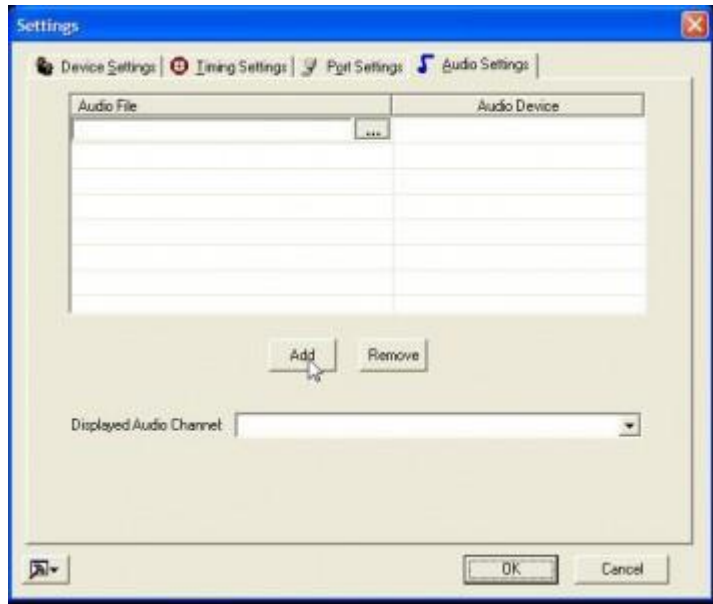 Settings
Device Settings Timing Settings Port Settings Audio Settings
Audio File Audio Device
...
Add Remove
Displayed Audio Channel:
OK Cancel